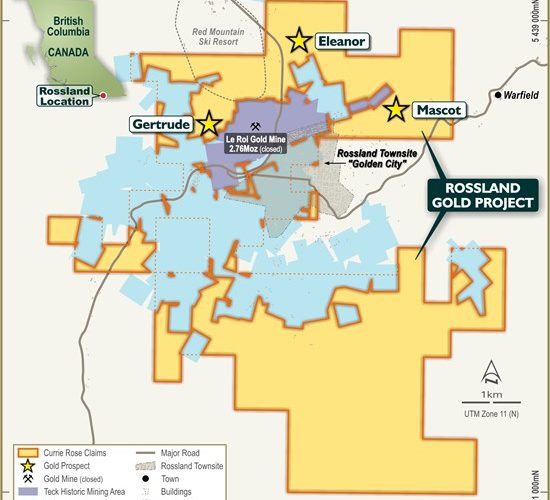 British
Columbia
CANADA
Rossland
Location
Red Mountain
Ski Resort
Eleanor
Gertrude
Le Roi Gold Mine
2.76Moz (closed)
Mascot
Warfield
Rossland Townsite
"Golden City"
ROSSLAND
GOLD PROJECT
5 439 000mN
1km
UTM Zone 11 (N)
000mN
Currie Rose Claims
Gold Prospect
Gold Mine (closed)
Teck Historic Mining Area
Major Road
Rossland Townsite
Town
Buildings